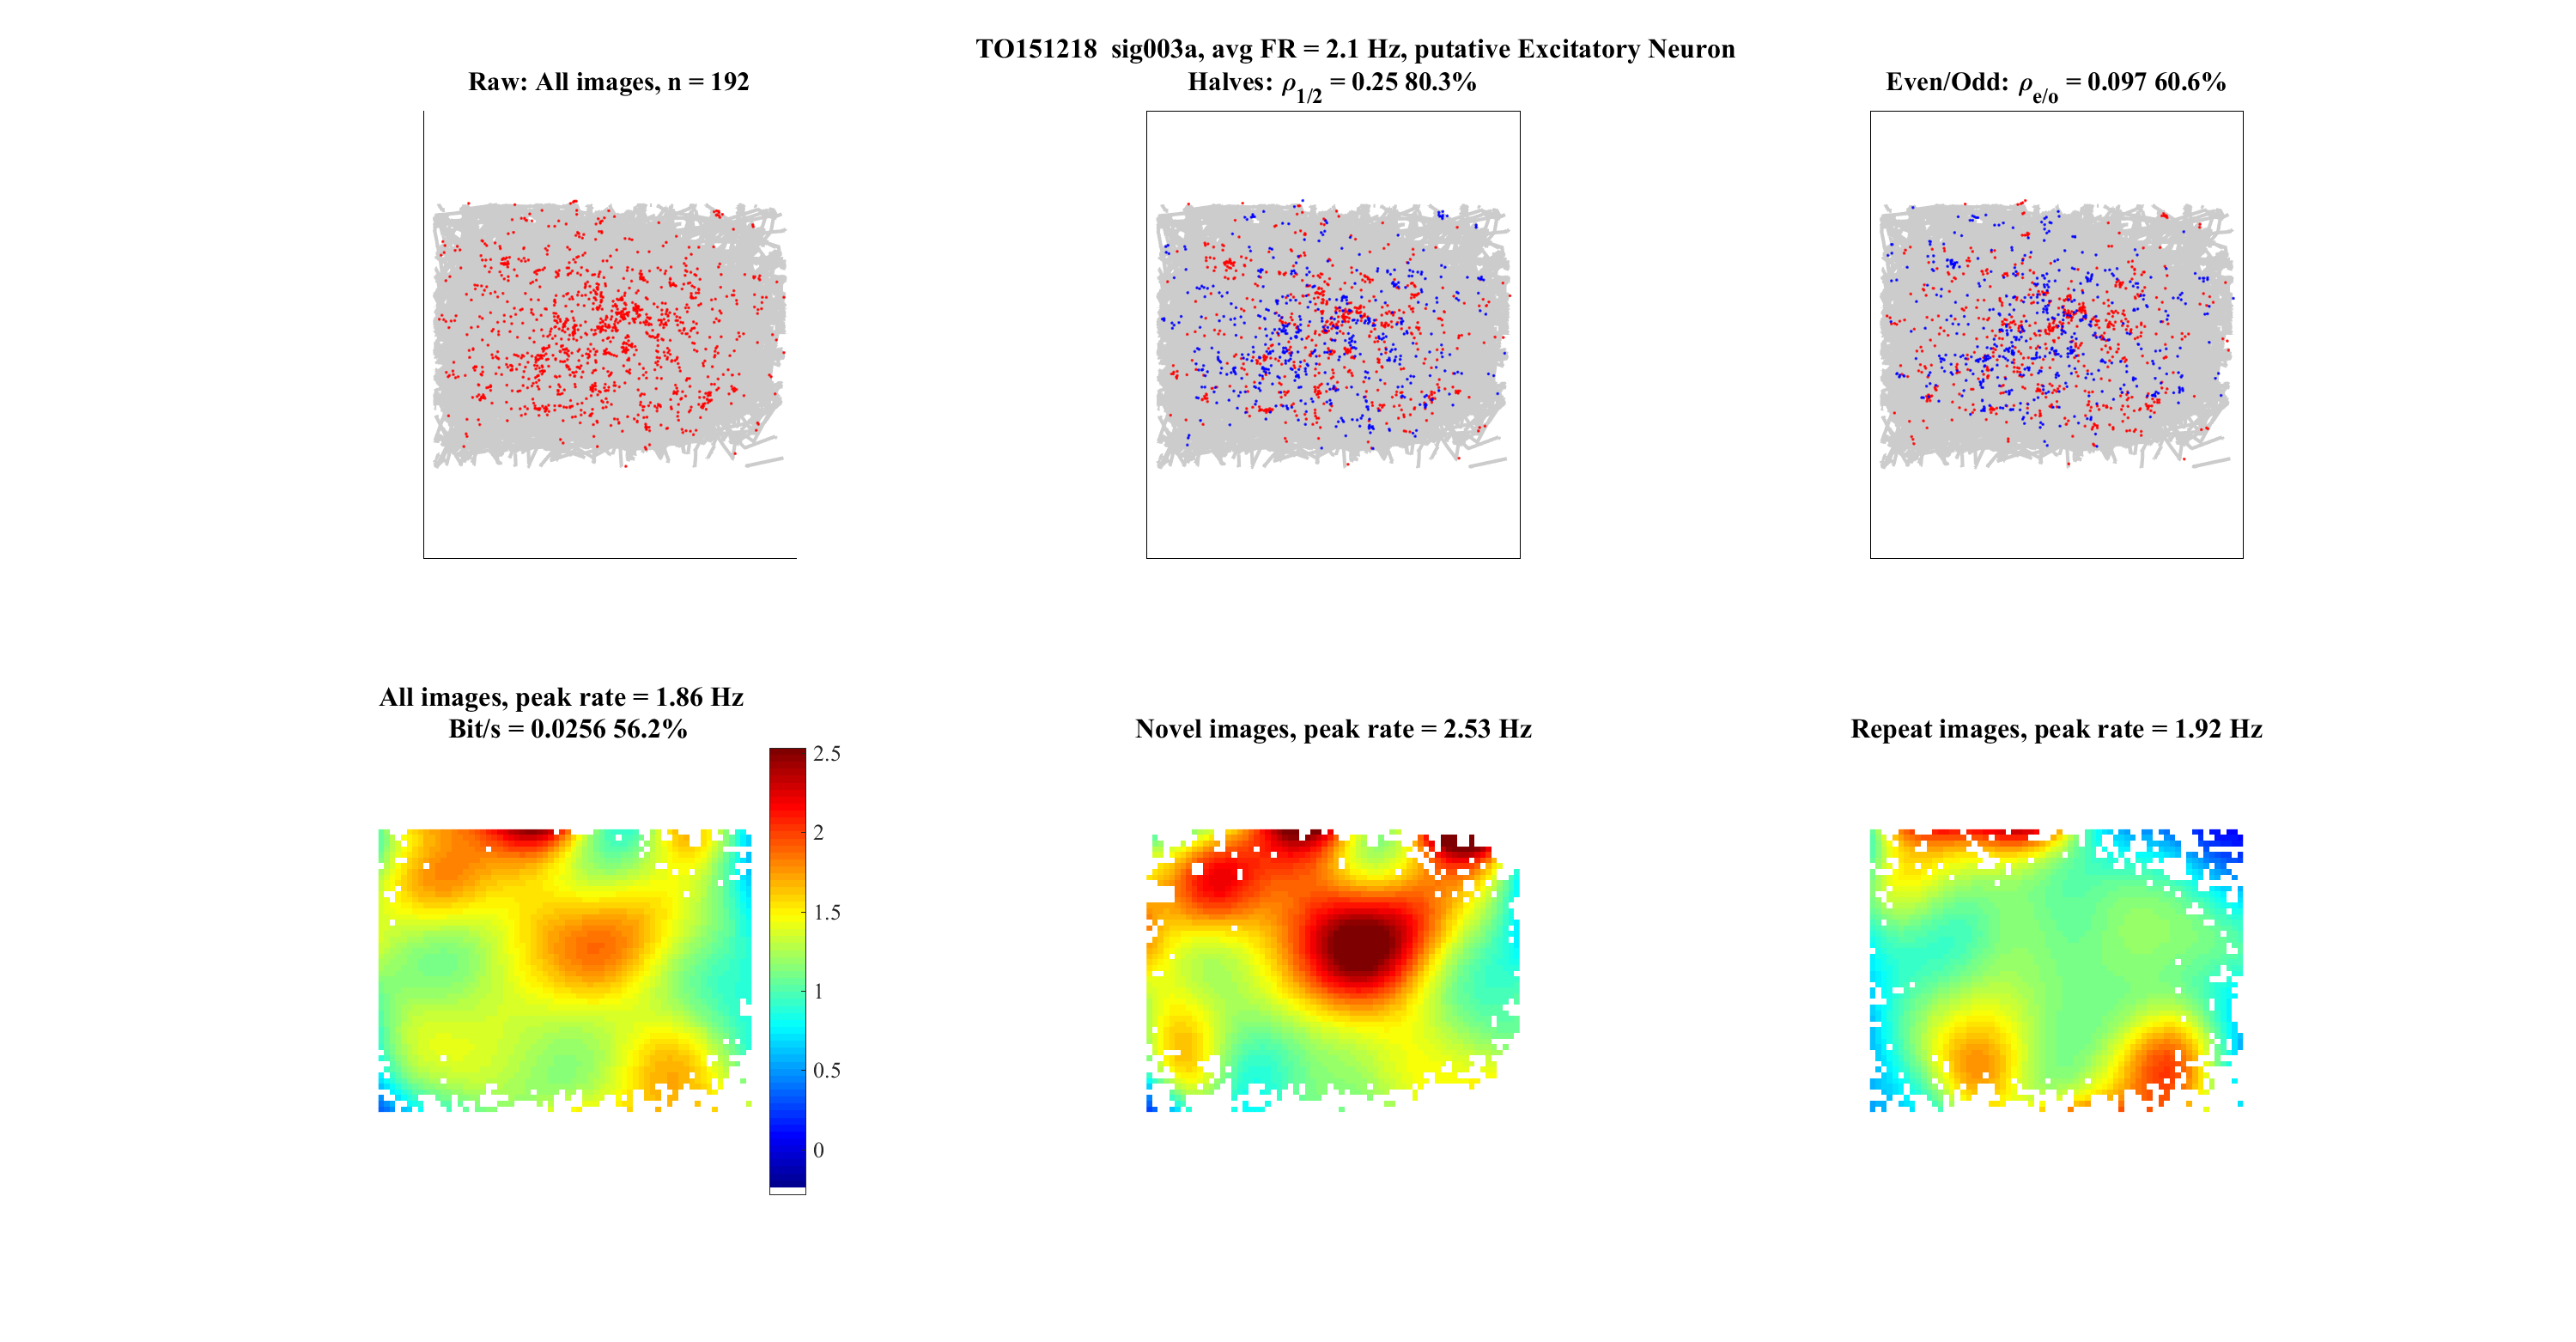 TO151218 sig003a, avg FR = 2.1 Hz, putative Excitatory Neuron
Raw: All images, n = 192
Halves: ρ1/2 = 0.25 80.3%
Even/Odd: ρe/o = 0.097 60.6%
All images, peak rate = 1.86 Hz
Bit/s = 0.0256 56.2%
Novel images, peak rate = 2.53 Hz
Repeat images, peak rate = 1.92 Hz
2.5
2
1.5
1
0.5
0